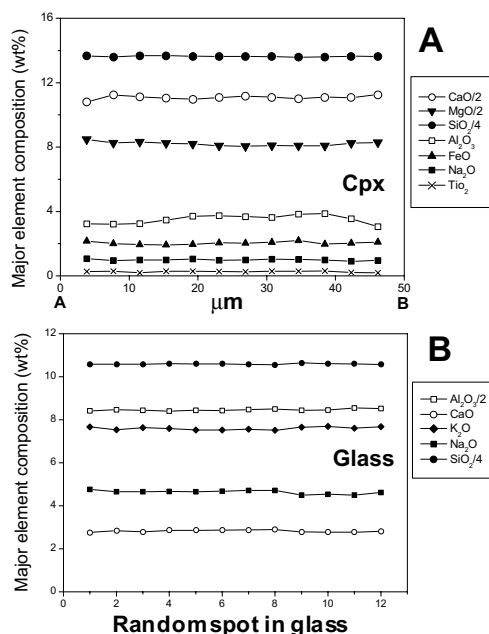 A
Major element composition (wt%)
16
12
8
4
0
Cpx
0 10 20 30 40 50
A μm B
CaO/2
MgO/2
SiO₂/4
Al₂O₃
FeO
Na₂O
Tio₂
B
Major element composition (wt%)
12
10
8
6
4
2
0
Glass
0 2 4 6 8 10 12
Random spot in glass
Al₂O₃/2
CaO
K₂O
Na₂O
SiO₂/4